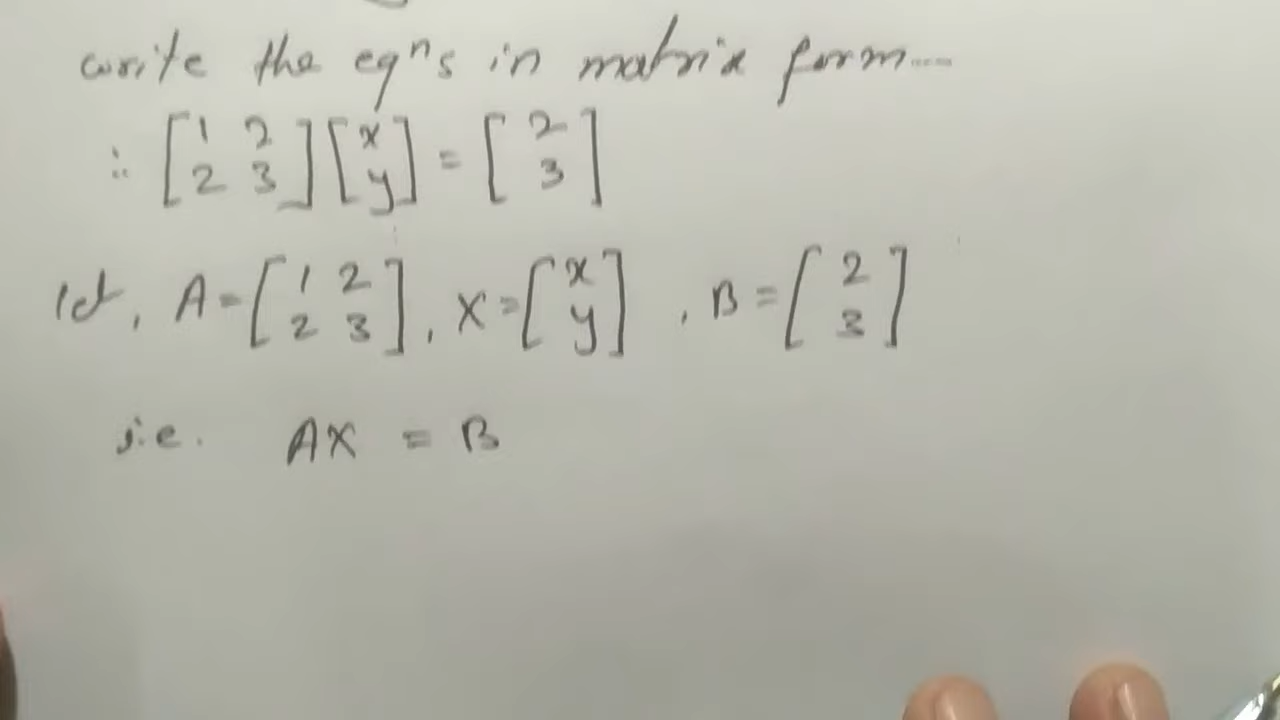 write the eqⁿs in matrix form....
∴ [1 2; 2 3] [x; y] = [2; 3]
let, A = [1 2; 2 3], X = [x; y], B = [2; 3]
i.e. AX = B